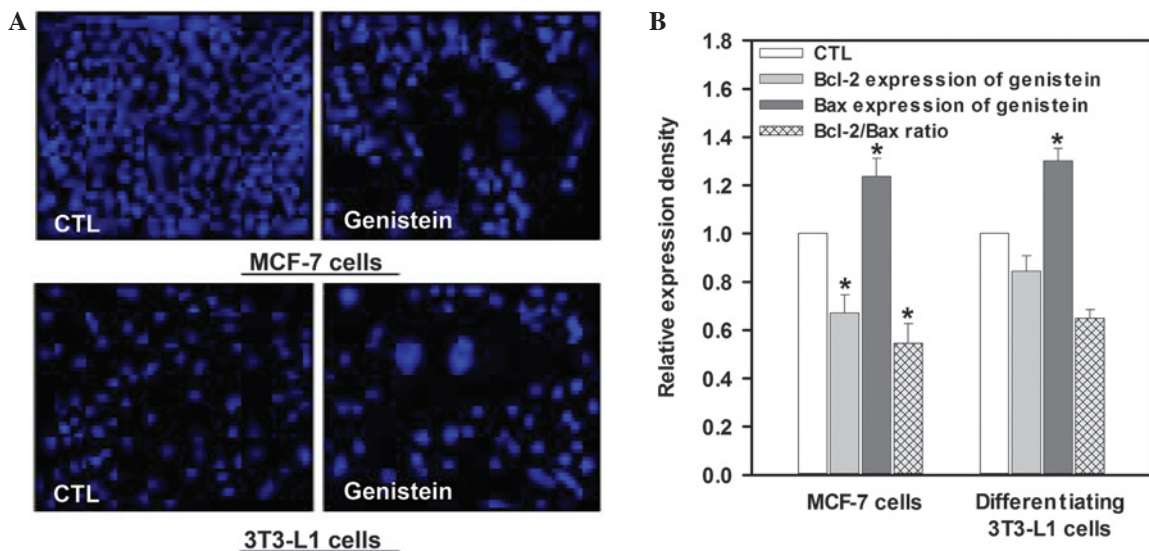 A
CTL
Genistein
MCF-7 cells
CTL
Genistein
3T3-L1 cells
B
Relative expression density
1.8
1.6
1.4
1.2
1.0
0.8
0.6
0.4
0.2
0.0
CTL
Bcl-2 expression of genistein
Bax expression of genistein
Bcl-2/Bax ratio
*
*
*
*
MCF-7 cells
Differentiating
3T3-L1 cells